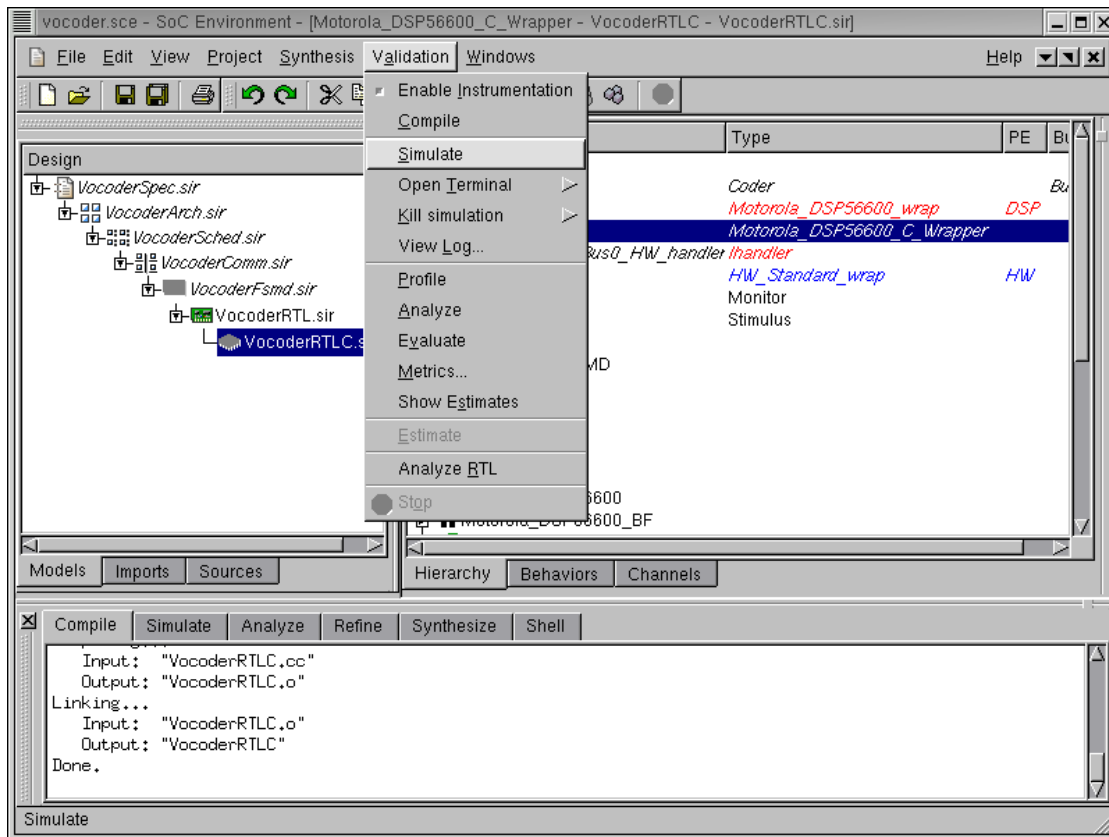 vocoder.sce - SoC Environment - [Motorola_DSP56600_C_Wrapper - VocoderRTLC - VocoderRTLC.sir]
File Edit View Project Synthesis Validation Windows Help
Enable Instrumentation
Compile
Simulate
Open Terminal
Kill simulation
View Log...
Profile
Analyze
Evaluate
Metrics...
Show Estimates
Estimate
Analyze RTL
Stop
Design
VocoderSpec.sir
VocoderArch.sir
VocoderSched.sir
VocoderComm.sir
VocoderFsmd.sir
VocoderRTL.sir
VocoderRTLC.s
Models Imports Sources
Type PE Bu
Coder Bu
Motorola_DSP56600_wrap DSP
Motorola_DSP56600_C_Wrapper
Bus0_HW_handler Ihandler
HW_Standard_wrap HW
Monitor
Stimulus
MD
6600
Motorola_DSP56600_BF
Hierarchy Behaviors Channels
Compile Simulate Analyze Refine Synthesize Shell
Input: "VocoderRTLC.cc"
Output: "VocoderRTLC.o"
Linking...
Input: "VocoderRTLC.o"
Output: "VocoderRTLC"
Done.
Simulate